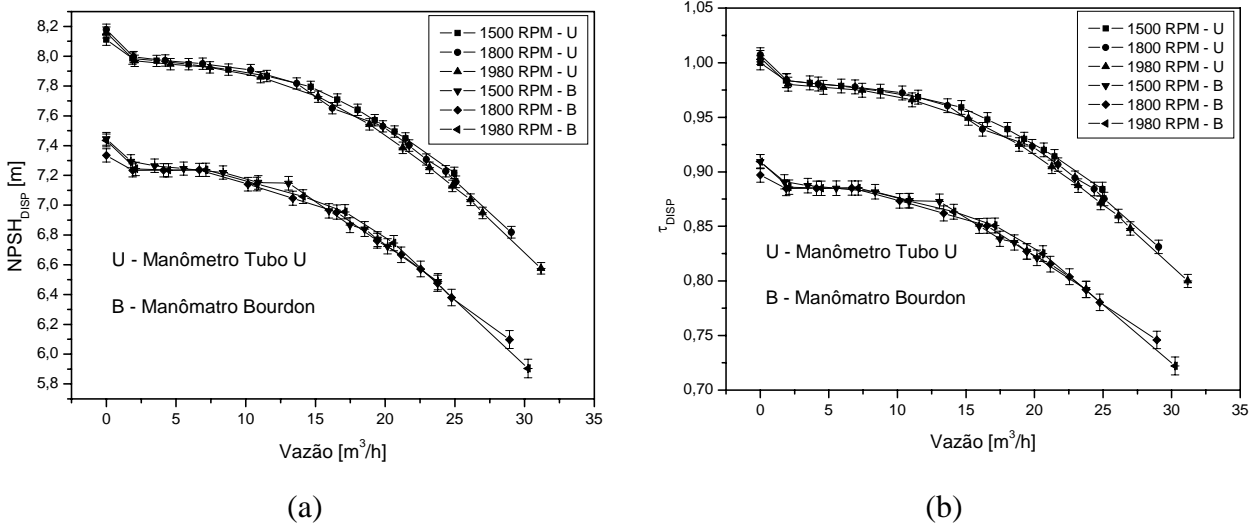 8,2
8,0
7,8
7,6
7,4
7,2
7,0
6,8
6,6
6,4
6,2
6,0
5,8
NPSH_DISP [m]
1500 RPM - U
1800 RPM - U
1980 RPM - U
1500 RPM - B
1800 RPM - B
1980 RPM - B
U - Manômetro Tubo U
B - Manômatro Bourdon
0 5 10 15 20 25 30 35
Vazão [m³/h]
(a)
1,05
1,00
0,95
0,90
0,85
0,80
0,75
0,70
τ_DISP
1500 RPM - U
1800 RPM - U
1980 RPM - U
1500 RPM - B
1800 RPM - B
1980 RPM - B
U - Manômetro Tubo U
B - Manômatro Bourdon
0 5 10 15 20 25 30 35
Vazão [m³/h]
(b)